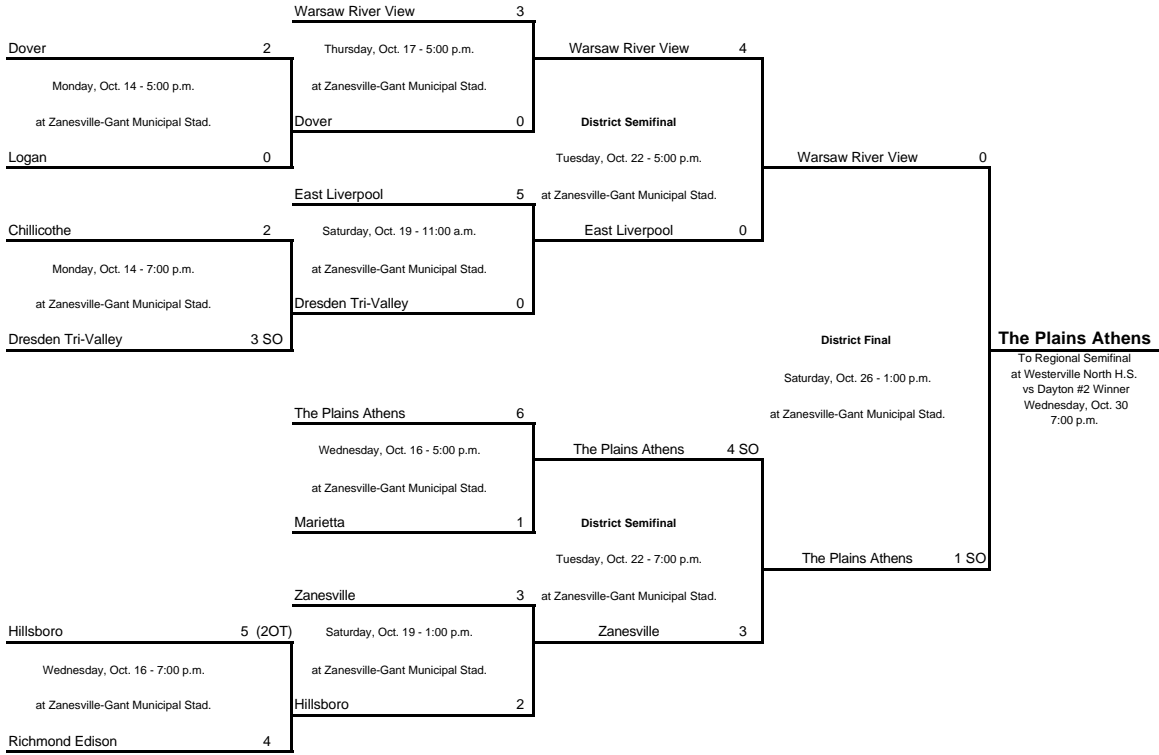 Warsaw River View 3
Dover 2
Thursday, Oct. 17 - 5:00 p.m.
Warsaw River View 4
Monday, Oct. 14 - 5:00 p.m.
at Zanesville-Gant Municipal Stad.
at Zanesville-Gant Municipal Stad.
Dover 0
District Semifinal
Logan 0
Tuesday, Oct. 22 - 5:00 p.m.
Warsaw River View 0
East Liverpool 5
at Zanesville-Gant Municipal Stad.
Chillicothe 2
Saturday, Oct. 19 - 11:00 a.m.
East Liverpool 0
Monday, Oct. 14 - 7:00 p.m.
at Zanesville-Gant Municipal Stad.
at Zanesville-Gant Municipal Stad.
Dresden Tri-Valley 0
Dresden Tri-Valley 3 SO
District Final
The Plains Athens
To Regional Semifinal
at Westerville North H.S.
vs Dayton #2 Winner
Wednesday, Oct. 30
7:00 p.m.
Saturday, Oct. 26 - 1:00 p.m.
at Zanesville-Gant Municipal Stad.
The Plains Athens 6
Wednesday, Oct. 16 - 5:00 p.m.
The Plains Athens 4 SO
at Zanesville-Gant Municipal Stad.
Marietta 1
District Semifinal
Tuesday, Oct. 22 - 7:00 p.m.
The Plains Athens 1 SO
Zanesville 3
at Zanesville-Gant Municipal Stad.
Hillsboro 5 (2OT)
Saturday, Oct. 19 - 1:00 p.m.
Zanesville 3
Wednesday, Oct. 16 - 7:00 p.m.
at Zanesville-Gant Municipal Stad.
at Zanesville-Gant Municipal Stad.
Hillsboro 2
Richmond Edison 4